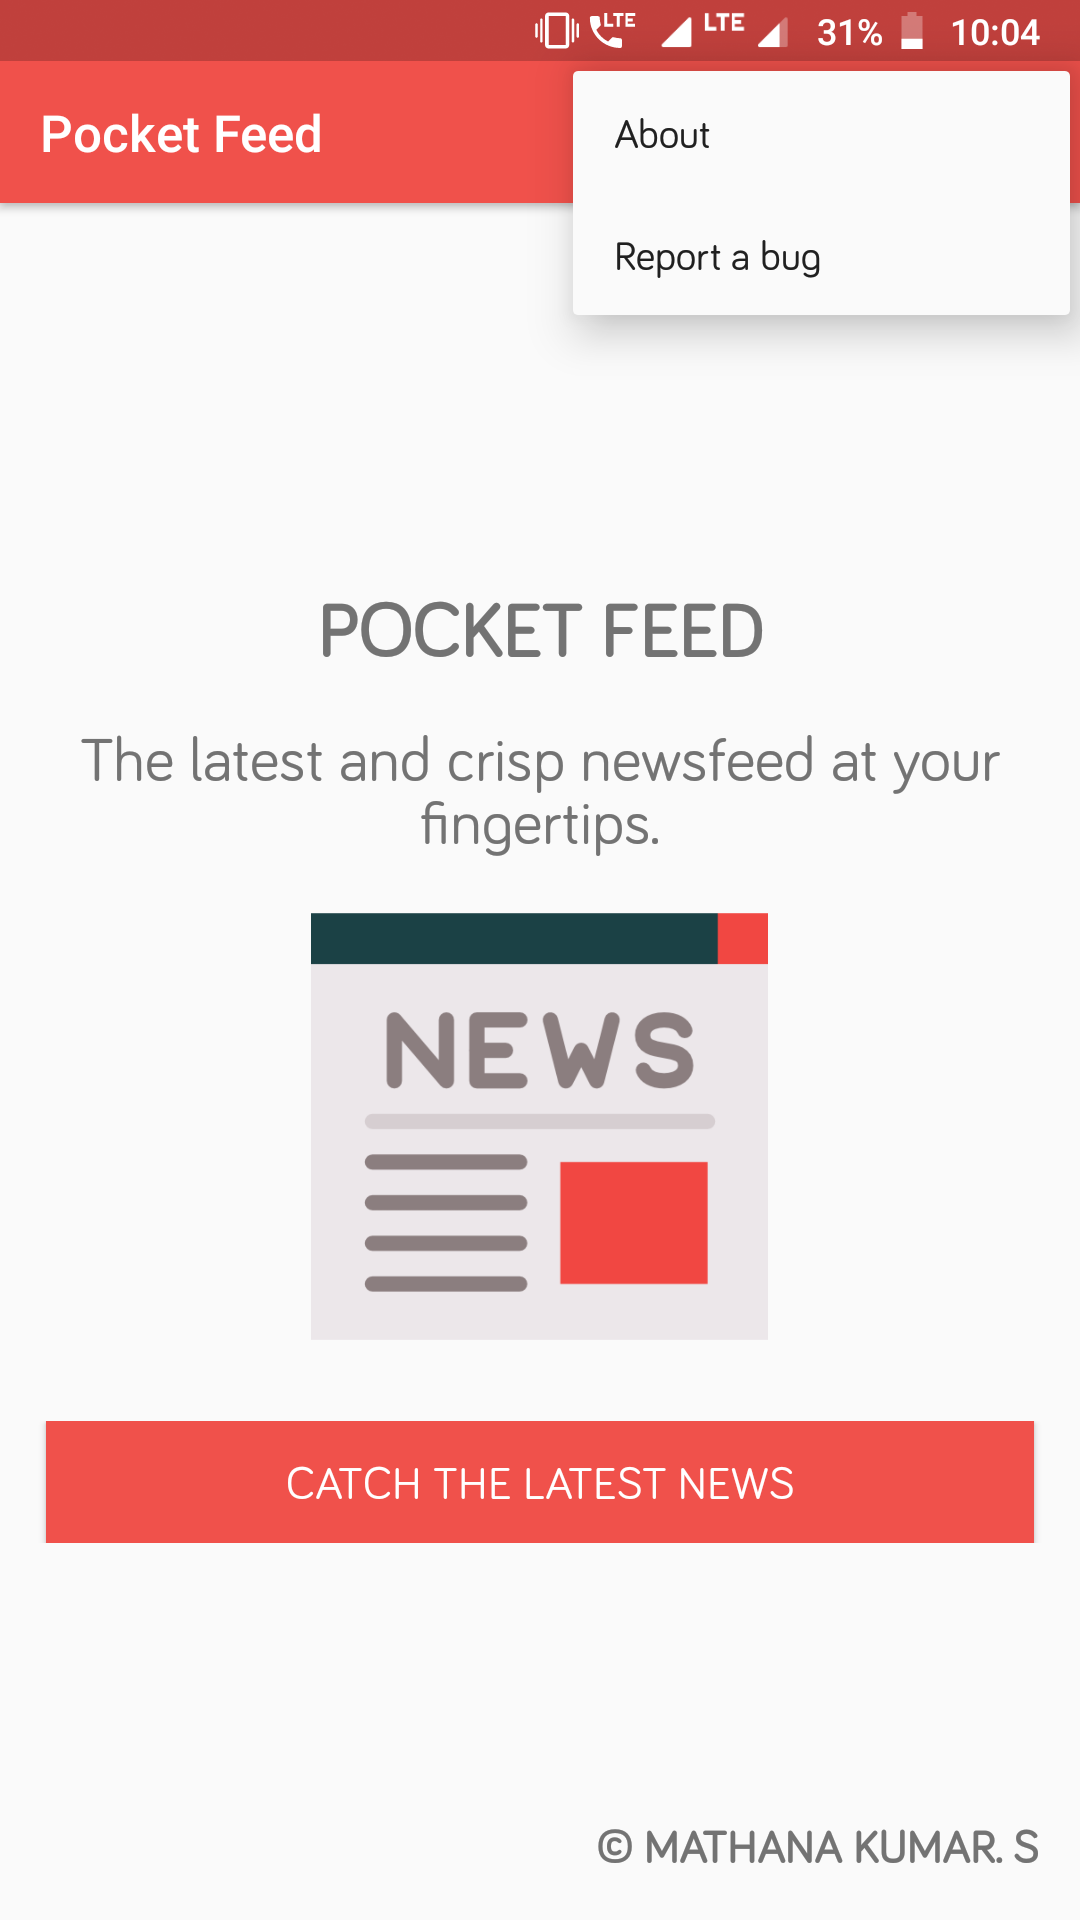 LTE LTE 31% 10:04
Pocket Feed
About
Report a bug
POCKET FEED
The latest and crisp newsfeed at your
fingertips.
NEWS
CATCH THE LATEST NEWS
© MATHANA KUMAR. S